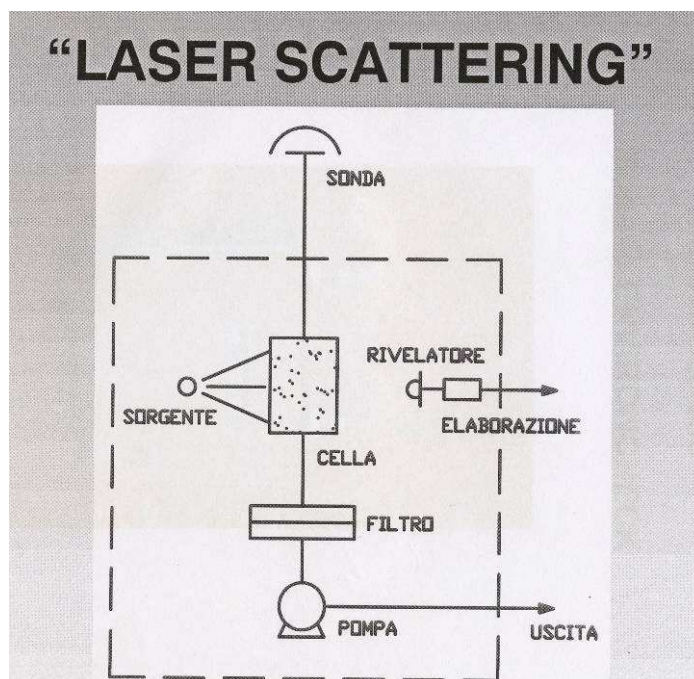 “LASER SCATTERING”
SONDA
RIVELATORE
SORGENTE
ELABORAZIONE
CELLA
FILTRO
POMPA
USCITA